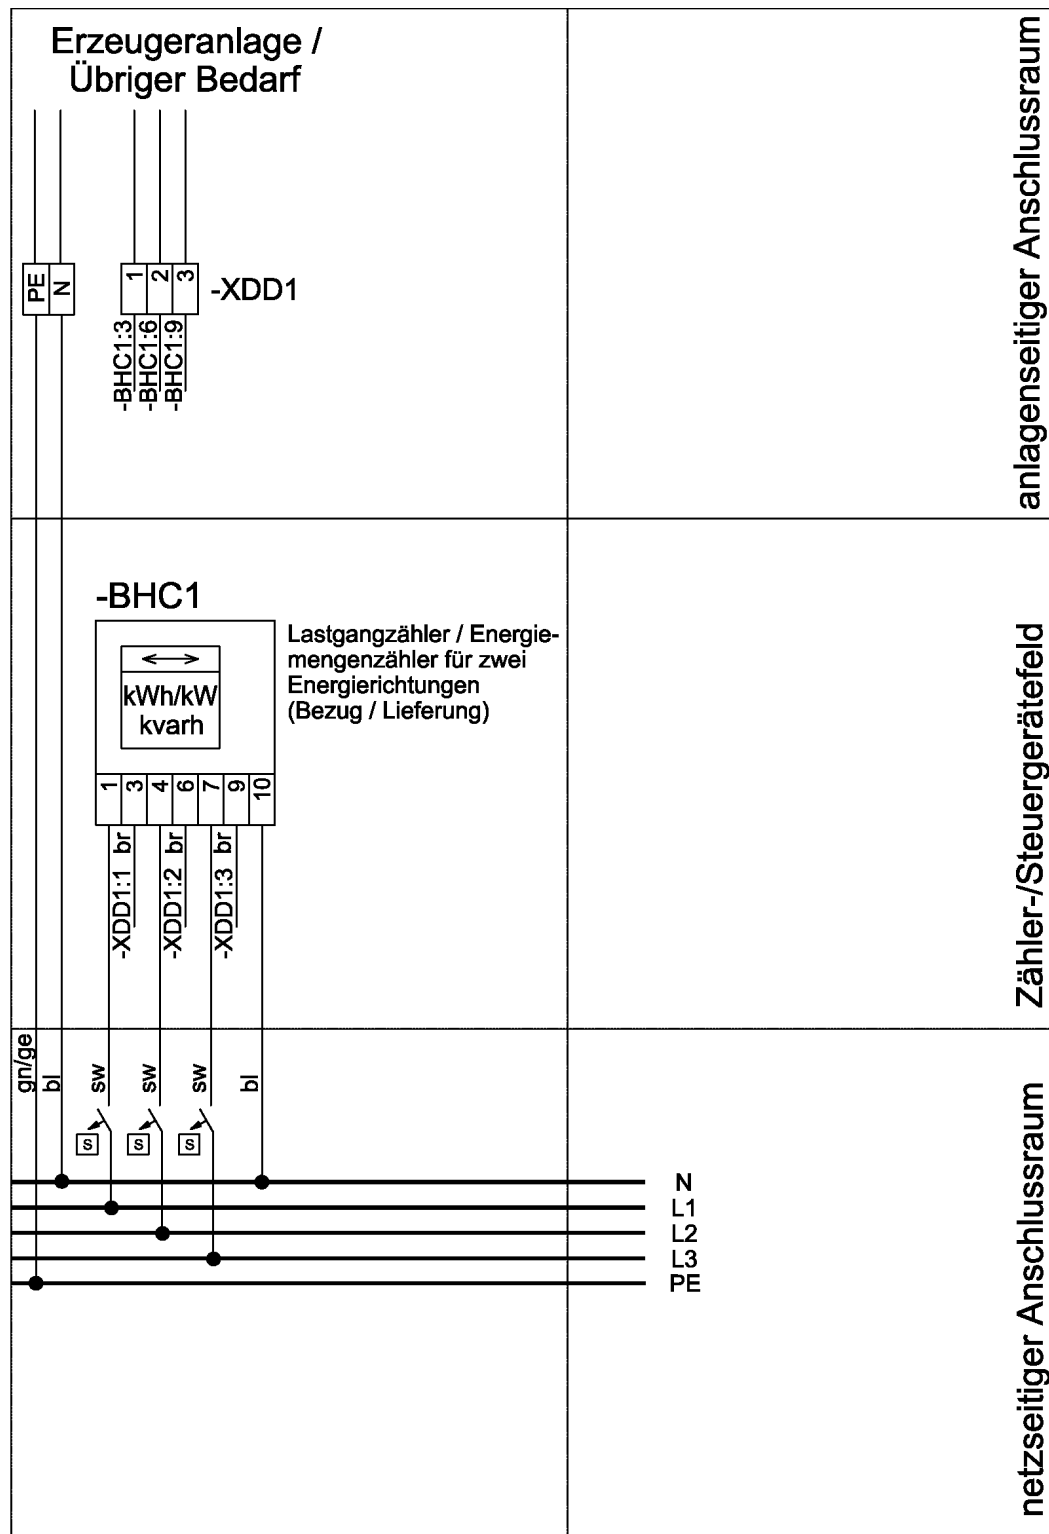 Erzeugeranlage /
Übriger Bedarf
anlagenseitiger Anschlussraum
PE
N
1
2
3
-XDD1
-BHC1:3
-BHC1:6
-BHC1:9
-BHC1
Lastgangzähler / Energie-
mengenzähler für zwei
Energierichtungen
(Bezug / Lieferung)
kWh/kW
kvarh
1
3
4
6
7
9
10
-XDD1:1 br
-XDD1:2 br
-XDD1:3 br
Zähler-/Steuergerätefeld
gn/ge
bl
sw
sw
sw
bl
s
s
s
N
L1
L2
L3
PE
netzseitiger Anschlussraum